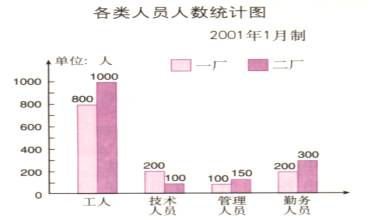 各类人员人数统计图
2001年1月制
单位：人
一厂
二厂
1000
800
600
400
200
0
800
1000
200
100
100
150
200
300
工人
技术人员
管理人员
勤务人员